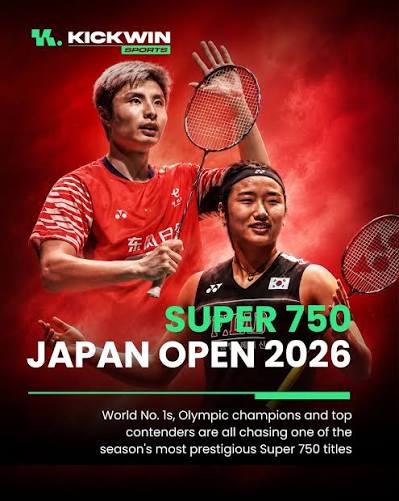 K. KICKWIN
SPORTS
YONEX
SUPER 750
JAPAN OPEN 2026
World No. 1s, Olympic champions and top
contenders are all chasing one of the
season's most prestigious Super 750 titles